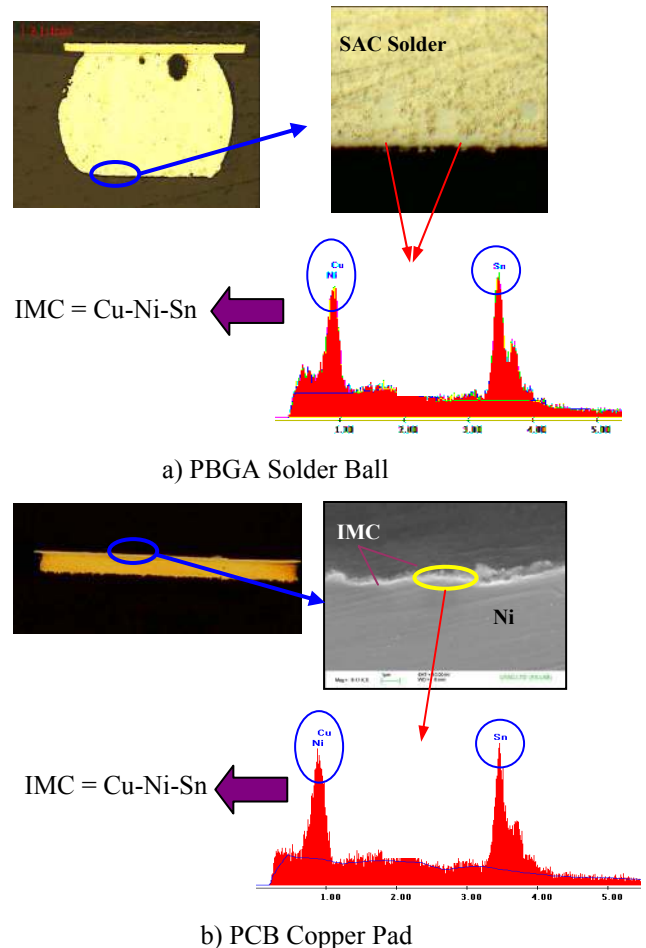 SAC Solder
Cu
Ni
Sn
IMC = Cu-Ni-Sn
1.00 2.00 3.00 4.00 5.00
a) PBGA Solder Ball
IMC
Ni
Cu
Ni
Sn
IMC = Cu-Ni-Sn
1.00 2.00 3.00 4.00 5.00
b) PCB Copper Pad